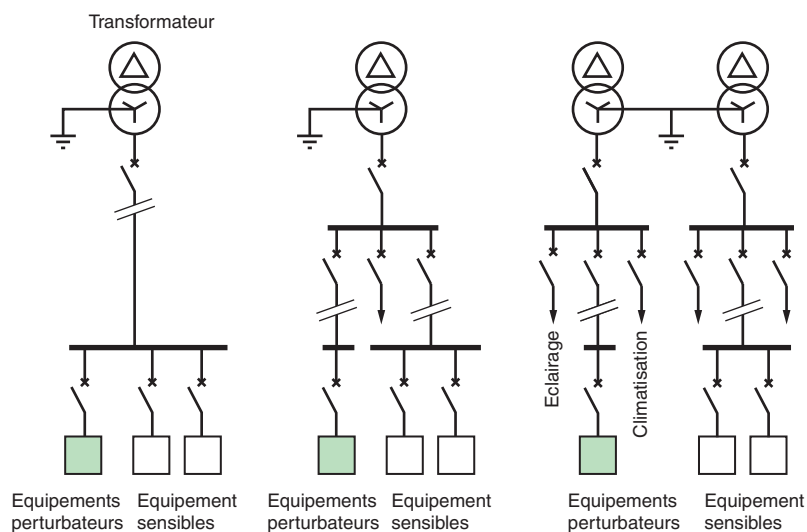 Transformateur
Eclairage
Climatisation
Equipements
perturbateurs
Equipement
sensibles
Equipements
perturbateurs
Equipement
sensibles
Equipements
perturbateurs
Equipement
sensibles